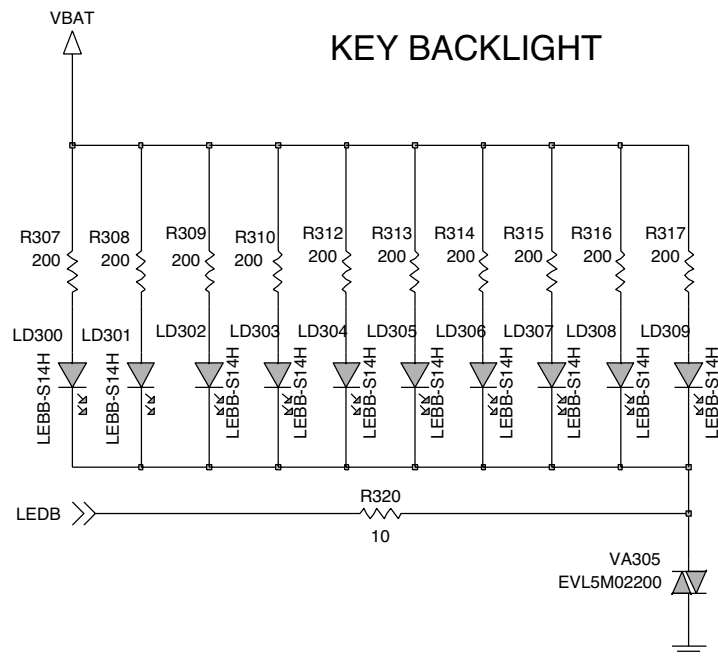 VBAT
KEY BACKLIGHT
R307
200
R308
200
R309
200
R310
200
R312
200
R313
200
R314
200
R315
200
R316
200
R317
200
LD300
LD301
LD302
LD303
LD304
LD305
LD306
LD307
LD308
LD309
LEBB-S14H
LEBB-S14H
LEBB-S14H
LEBB-S14H
LEBB-S14H
LEBB-S14H
LEBB-S14H
LEBB-S14H
LEBB-S14H
LEBB-S14H
R320
LEDB
10
VA305
EVL5M02200